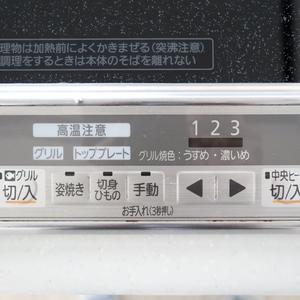 理物は加熱前によくかきまぜる(突沸注意)
調理をするときは本体のそばを離れない
高温注意
グリル トッププレート
1 2 3
グリル焼色:うすめ・濃いめ
グリル
切/入
姿焼き
切身
ひもの
手動
中央ヒー
切/入
お手入れ(3秒押し)